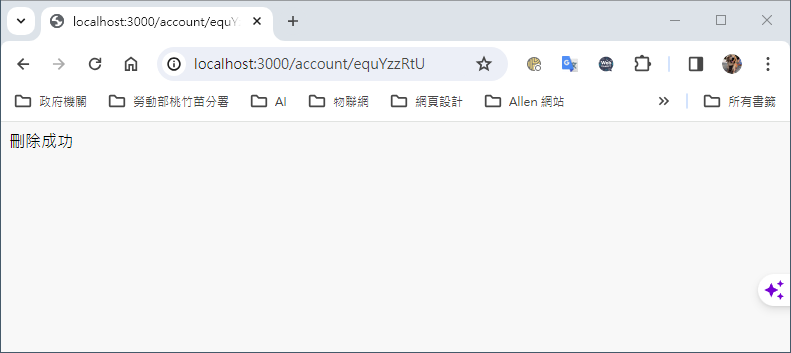 localhost:3000/account/equY
localhost:3000/account/equYzzRtU
政府機關 勞動部桃竹苗分署 AI 物聯網 網頁設計 Allen 網站 所有書籤
刪除成功